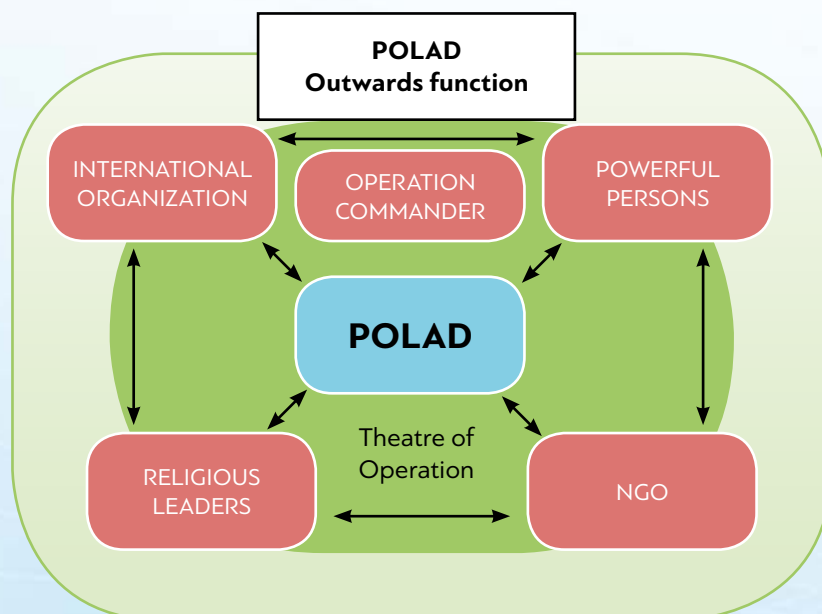 POLAD
Outwards function
INTERNATIONAL
ORGANIZATION
OPERATION
COMMANDER
POWERFUL
PERSONS
POLAD
Theatre of
Operation
RELIGIOUS
LEADERS
NGO